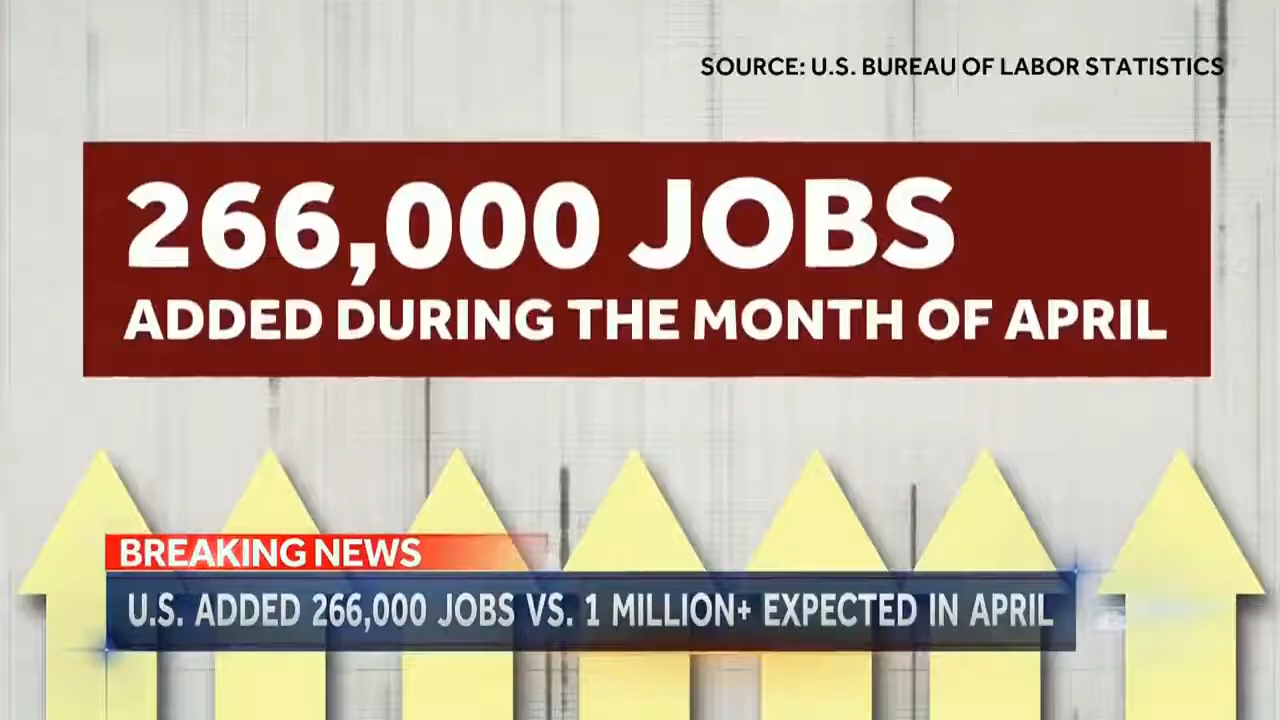 SOURCE: U.S. BUREAU OF LABOR STATISTICS
266,000 JOBS
ADDED DURING THE MONTH OF APRIL
BREAKING NEWS
U.S. ADDED 266,000 JOBS VS. 1 MILLION+ EXPECTED IN APRIL